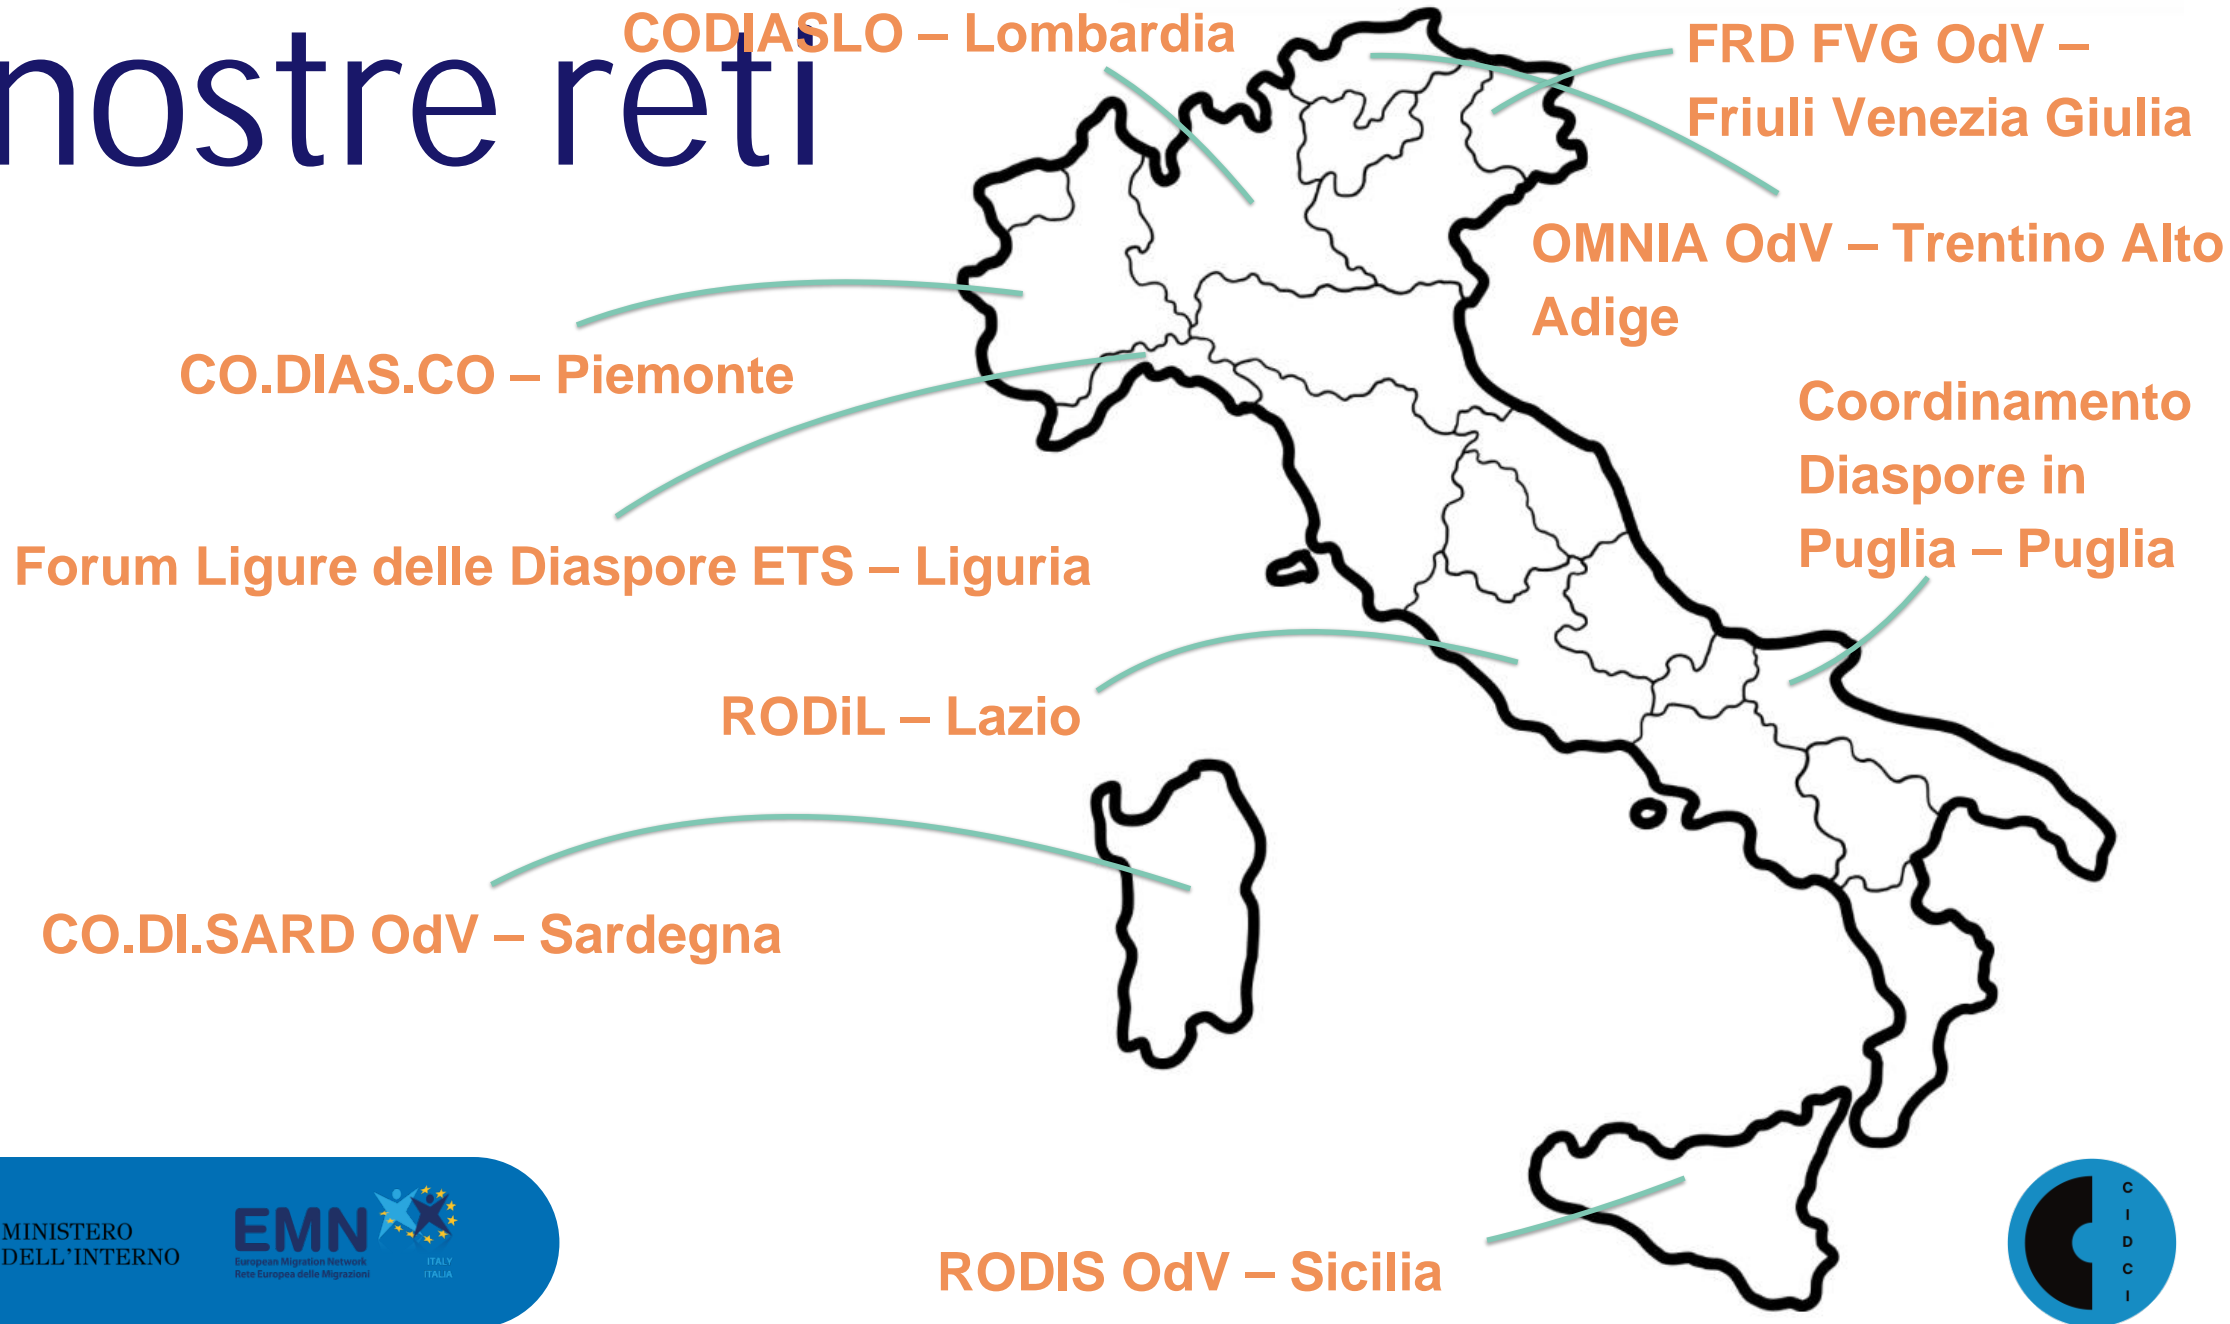 nostre reti
CODIASLO – Lombardia
FRD FVG OdV –
Friuli Venezia Giulia
OMNIA OdV – Trentino Alto
Adige
CO.DIAS.CO – Piemonte
Coordinamento
Diaspore in
Puglia – Puglia
Forum Ligure delle Diaspore ETS – Liguria
RODiL – Lazio
CO.DI.SARD OdV – Sardegna
RODIS OdV – Sicilia
MINISTERO
DELL'INTERNO
EMN
European Migration Network
Rete Europea delle Migrazioni
ITALY
ITALIA
C
I
D
C
I